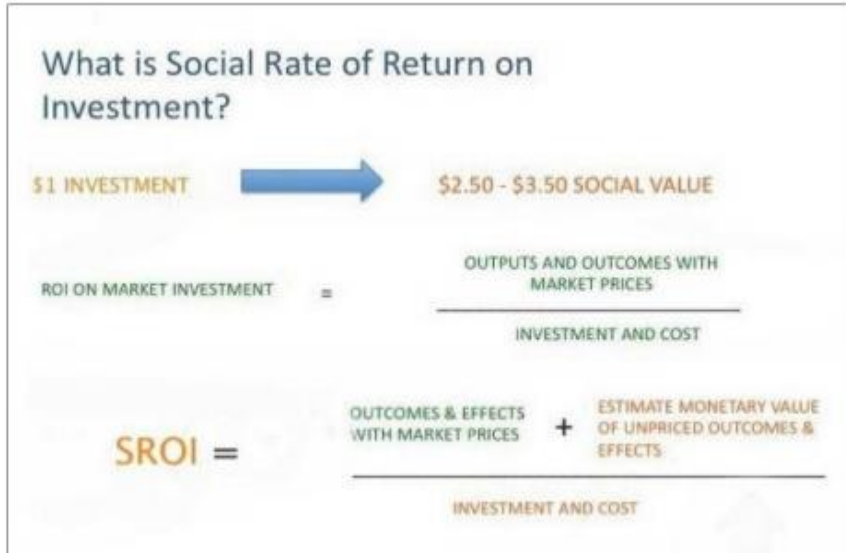 What is Social Rate of Return on
Investment?
$1 INVESTMENT
$2.50 - $3.50 SOCIAL VALUE
ROI ON MARKET INVESTMENT =
OUTPUTS AND OUTCOMES WITH
MARKET PRICES
INVESTMENT AND COST
SROI =
OUTCOMES & EFFECTS
WITH MARKET PRICES
+
ESTIMATE MONETARY VALUE
OF UNPRICED OUTCOMES &
EFFECTS
INVESTMENT AND COST